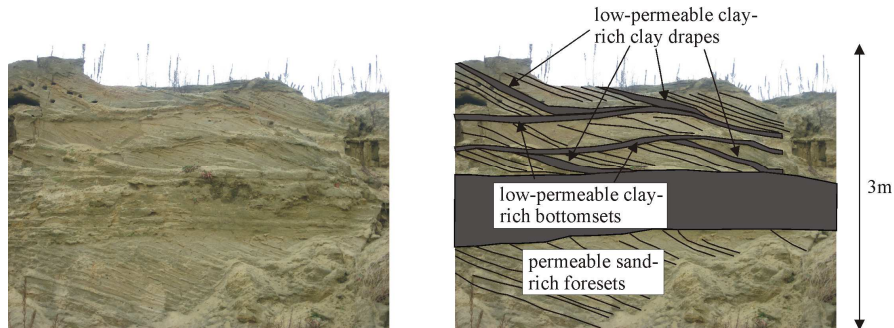 low-permeable clay-
rich clay drapes
3m
low-permeable clay-
rich bottomsets
permeable sand-
rich foresets